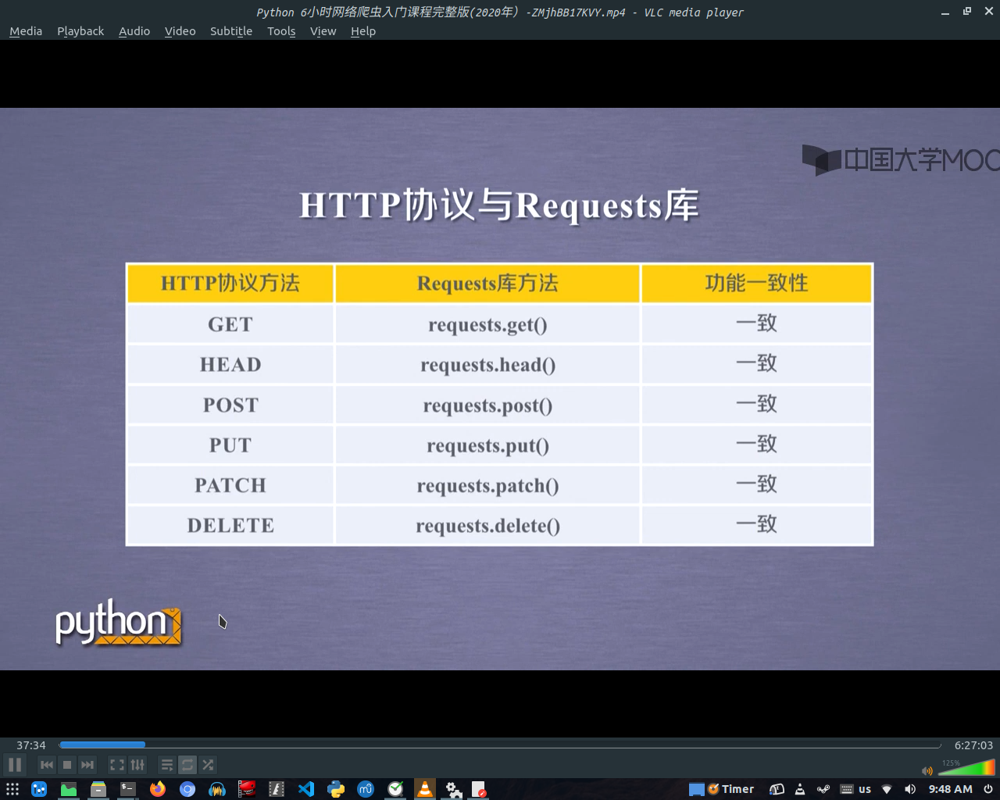 Python 6小时网络爬虫入门课程完整版(2020年）-ZMjhBB17KVY.mp4 - VLC media player
Media Playback Audio Video Subtitle Tools View Help
中国大学MOO
HTTP协议与Requests库
HTTP协议方法 Requests库方法 功能一致性
GET requests.get() 一致
HEAD requests.head() 一致
POST requests.post() 一致
PUT requests.put() 一致
PATCH requests.patch() 一致
DELETE requests.delete() 一致
python
37:34 6:27:03
125%
Timer us 9:48 AM